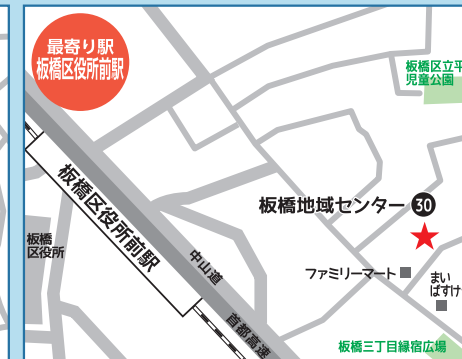 最寄り駅
板橋区役所前駅
板橋区立平
児童公園
板橋地域センター 30
板橋区役所前駅
板橋
区役所
中山道
ファミリーマート
まい
ばすけ
首都高速
板橋三丁目縁宿広場